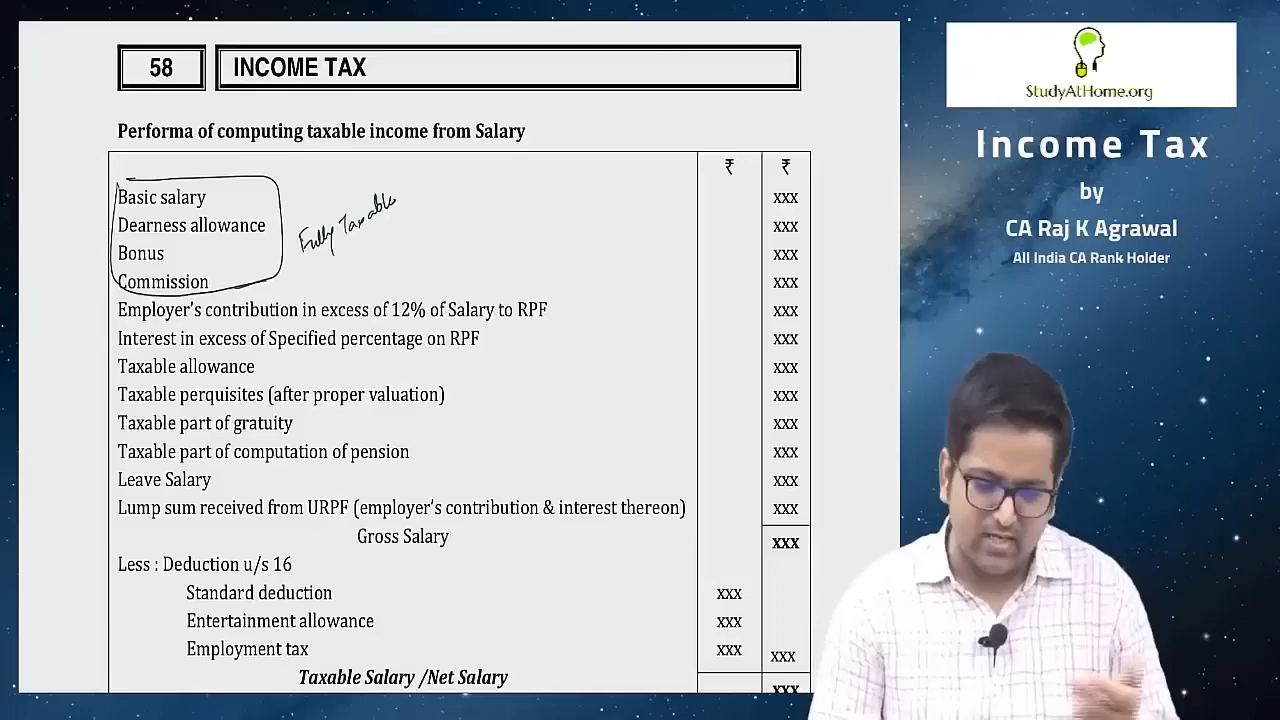 58 INCOME TAX
Performa of computing taxable income from Salary
₹ ₹
Basic salary xxx
Dearness allowance xxx
Bonus xxx
Commission xxx
Fully Taxable
Employer's contribution in excess of 12% of Salary to RPF xxx
Interest in excess of Specified percentage on RPF xxx
Taxable allowance xxx
Taxable perquisites (after proper valuation) xxx
Taxable part of gratuity xxx
Taxable part of computation of pension xxx
Leave Salary xxx
Lump sum received from URPF (employer's contribution & interest thereon) xxx
Gross Salary xxx
Less : Deduction u/s 16
Standard deduction xxx
Entertainment allowance xxx
Employment tax xxx xxx
Taxable Salary /Net Salary xxx
StudyAtHome.org
Income Tax
by
CA Raj K Agrawal
All India CA Rank Holder